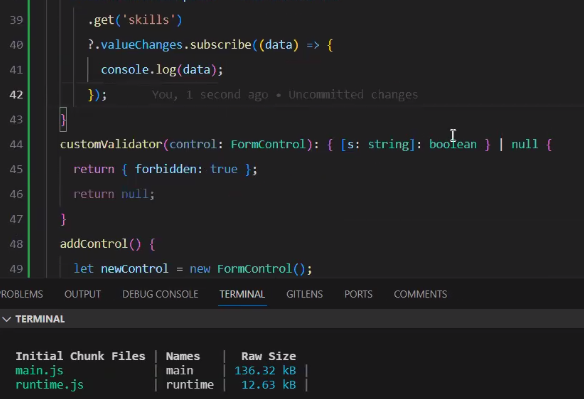 39 .get('skills')
40 ?.valueChanges.subscribe((data) => {
41 console.log(data);
42 }); You, 1 second ago • Uncommitted changes
43 }
44 customValidator(control: FormControl): { [s: string]: boolean } | null {
45 return { forbidden: true };
46 return null;
47 }
48 addControl() {
49 let newControl = new FormControl();
ROBLEMS OUTPUT DEBUG CONSOLE TERMINAL GITLENS PORTS COMMENTS
TERMINAL
Initial Chunk Files | Names | Raw Size
main.js | main | 136.32 kB |
runtime.js | runtime | 12.63 kB |